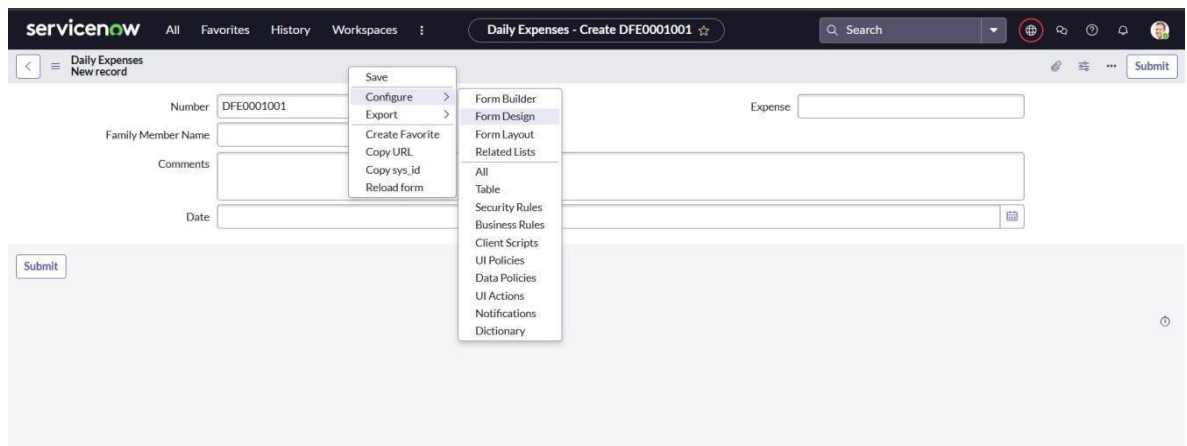 servicenow All Favorites History Workspaces Daily Expenses - Create DFE0001001 Search
Daily Expenses
New record
Submit
Save
Configure
Export
Create Favorite
Copy URL
Copy sys_id
Reload form
Form Builder
Form Design
Form Layout
Related Lists
All
Table
Security Rules
Business Rules
Client Scripts
UI Policies
Data Policies
UI Actions
Notifications
Dictionary
Number DFE0001001
Expense
Family Member Name
Comments
Date
Submit